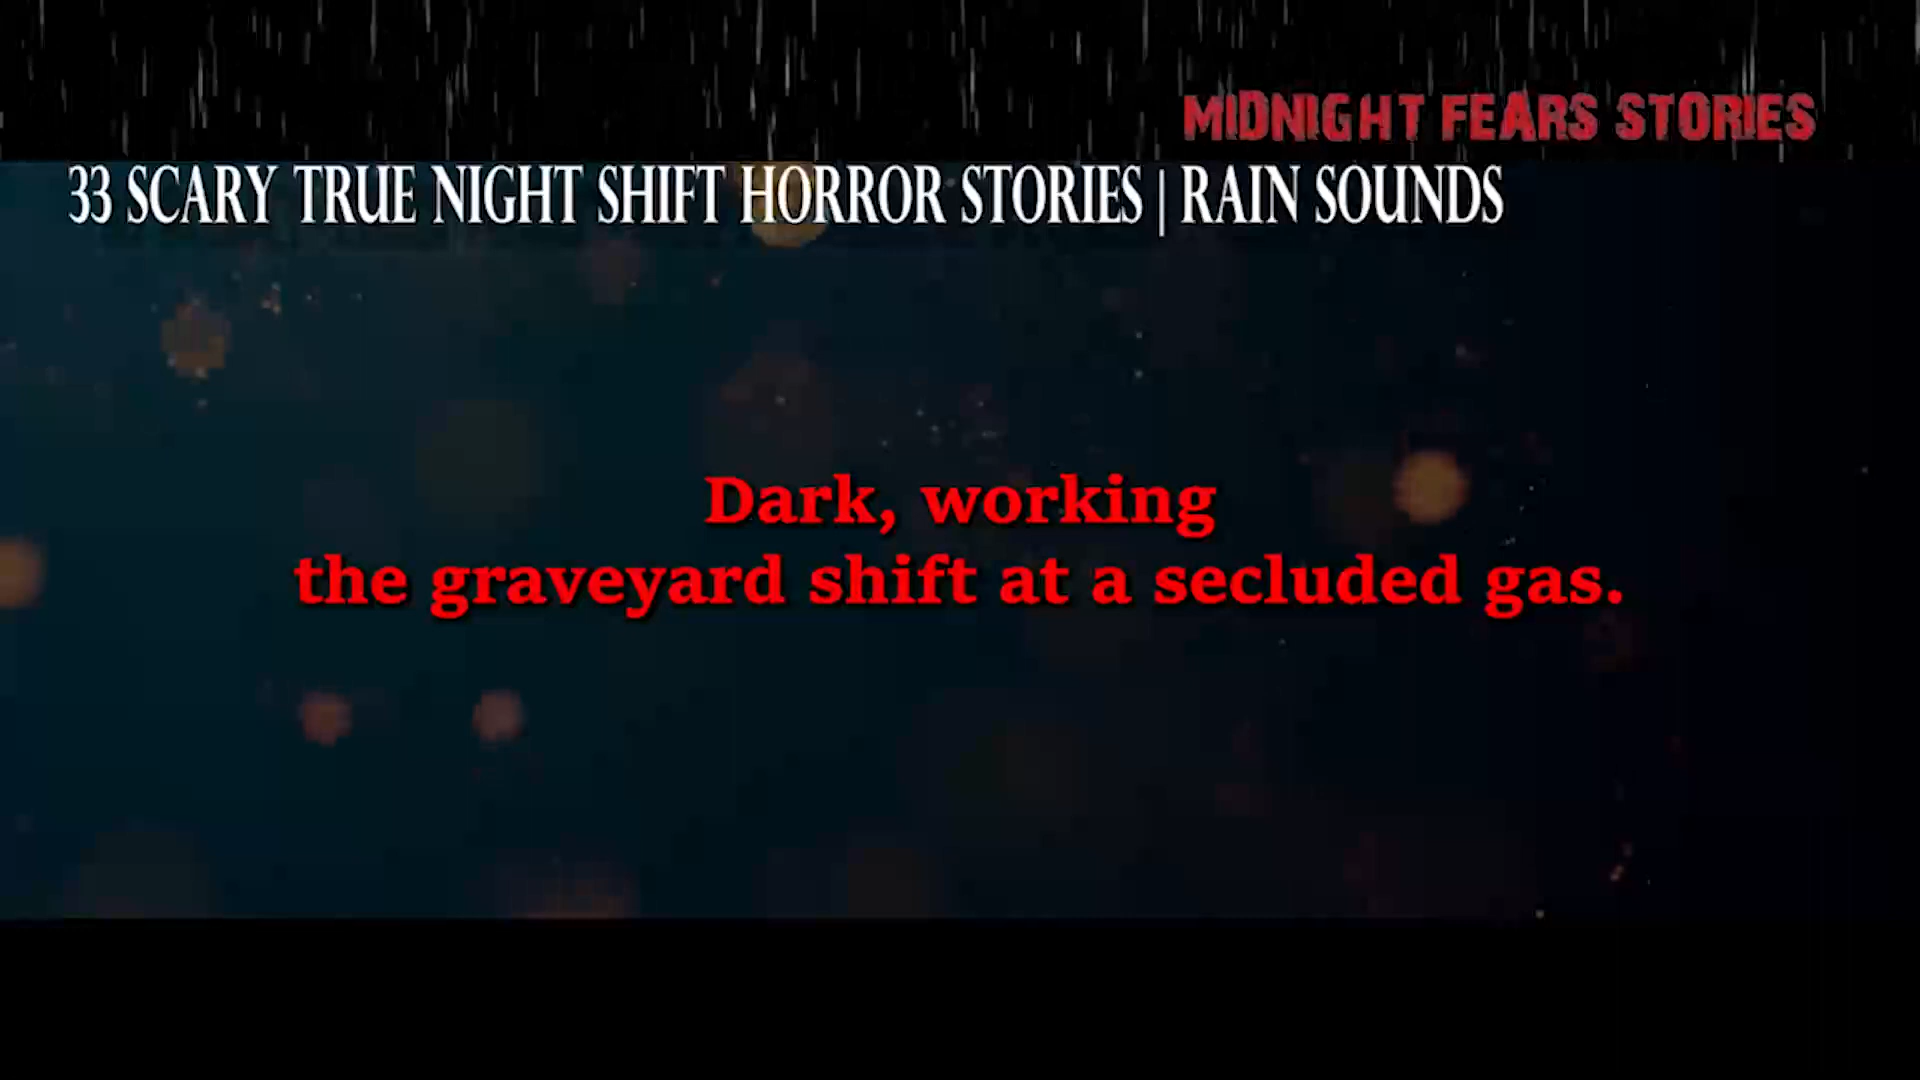 MIDNIGHT FEARS STORIES
33 SCARY TRUE NIGHT SHIFT HORROR STORIES | RAIN SOUNDS
Dark, working
the graveyard shift at a secluded gas.